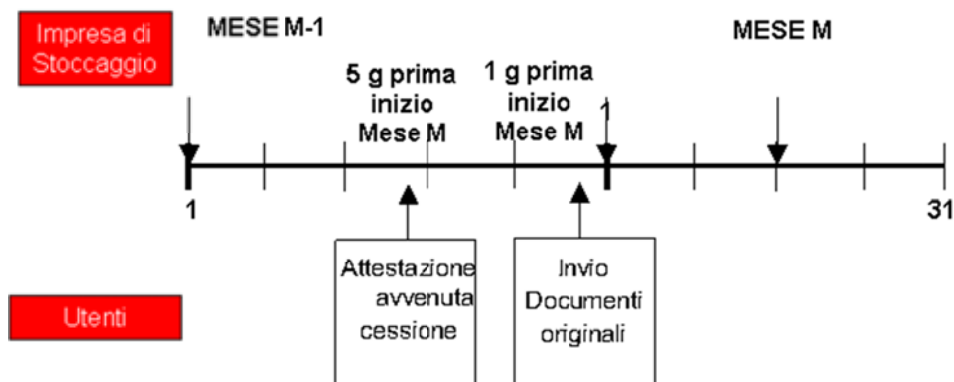 Impresa di
Stoccaggio
MESE M-1
MESE M
5 g prima
inizio
Mese M
1 g prima
inizio
Mese M
1
1
31
Attestazione
avvenuta
cessione
Invio
Documenti
originali
Utenti